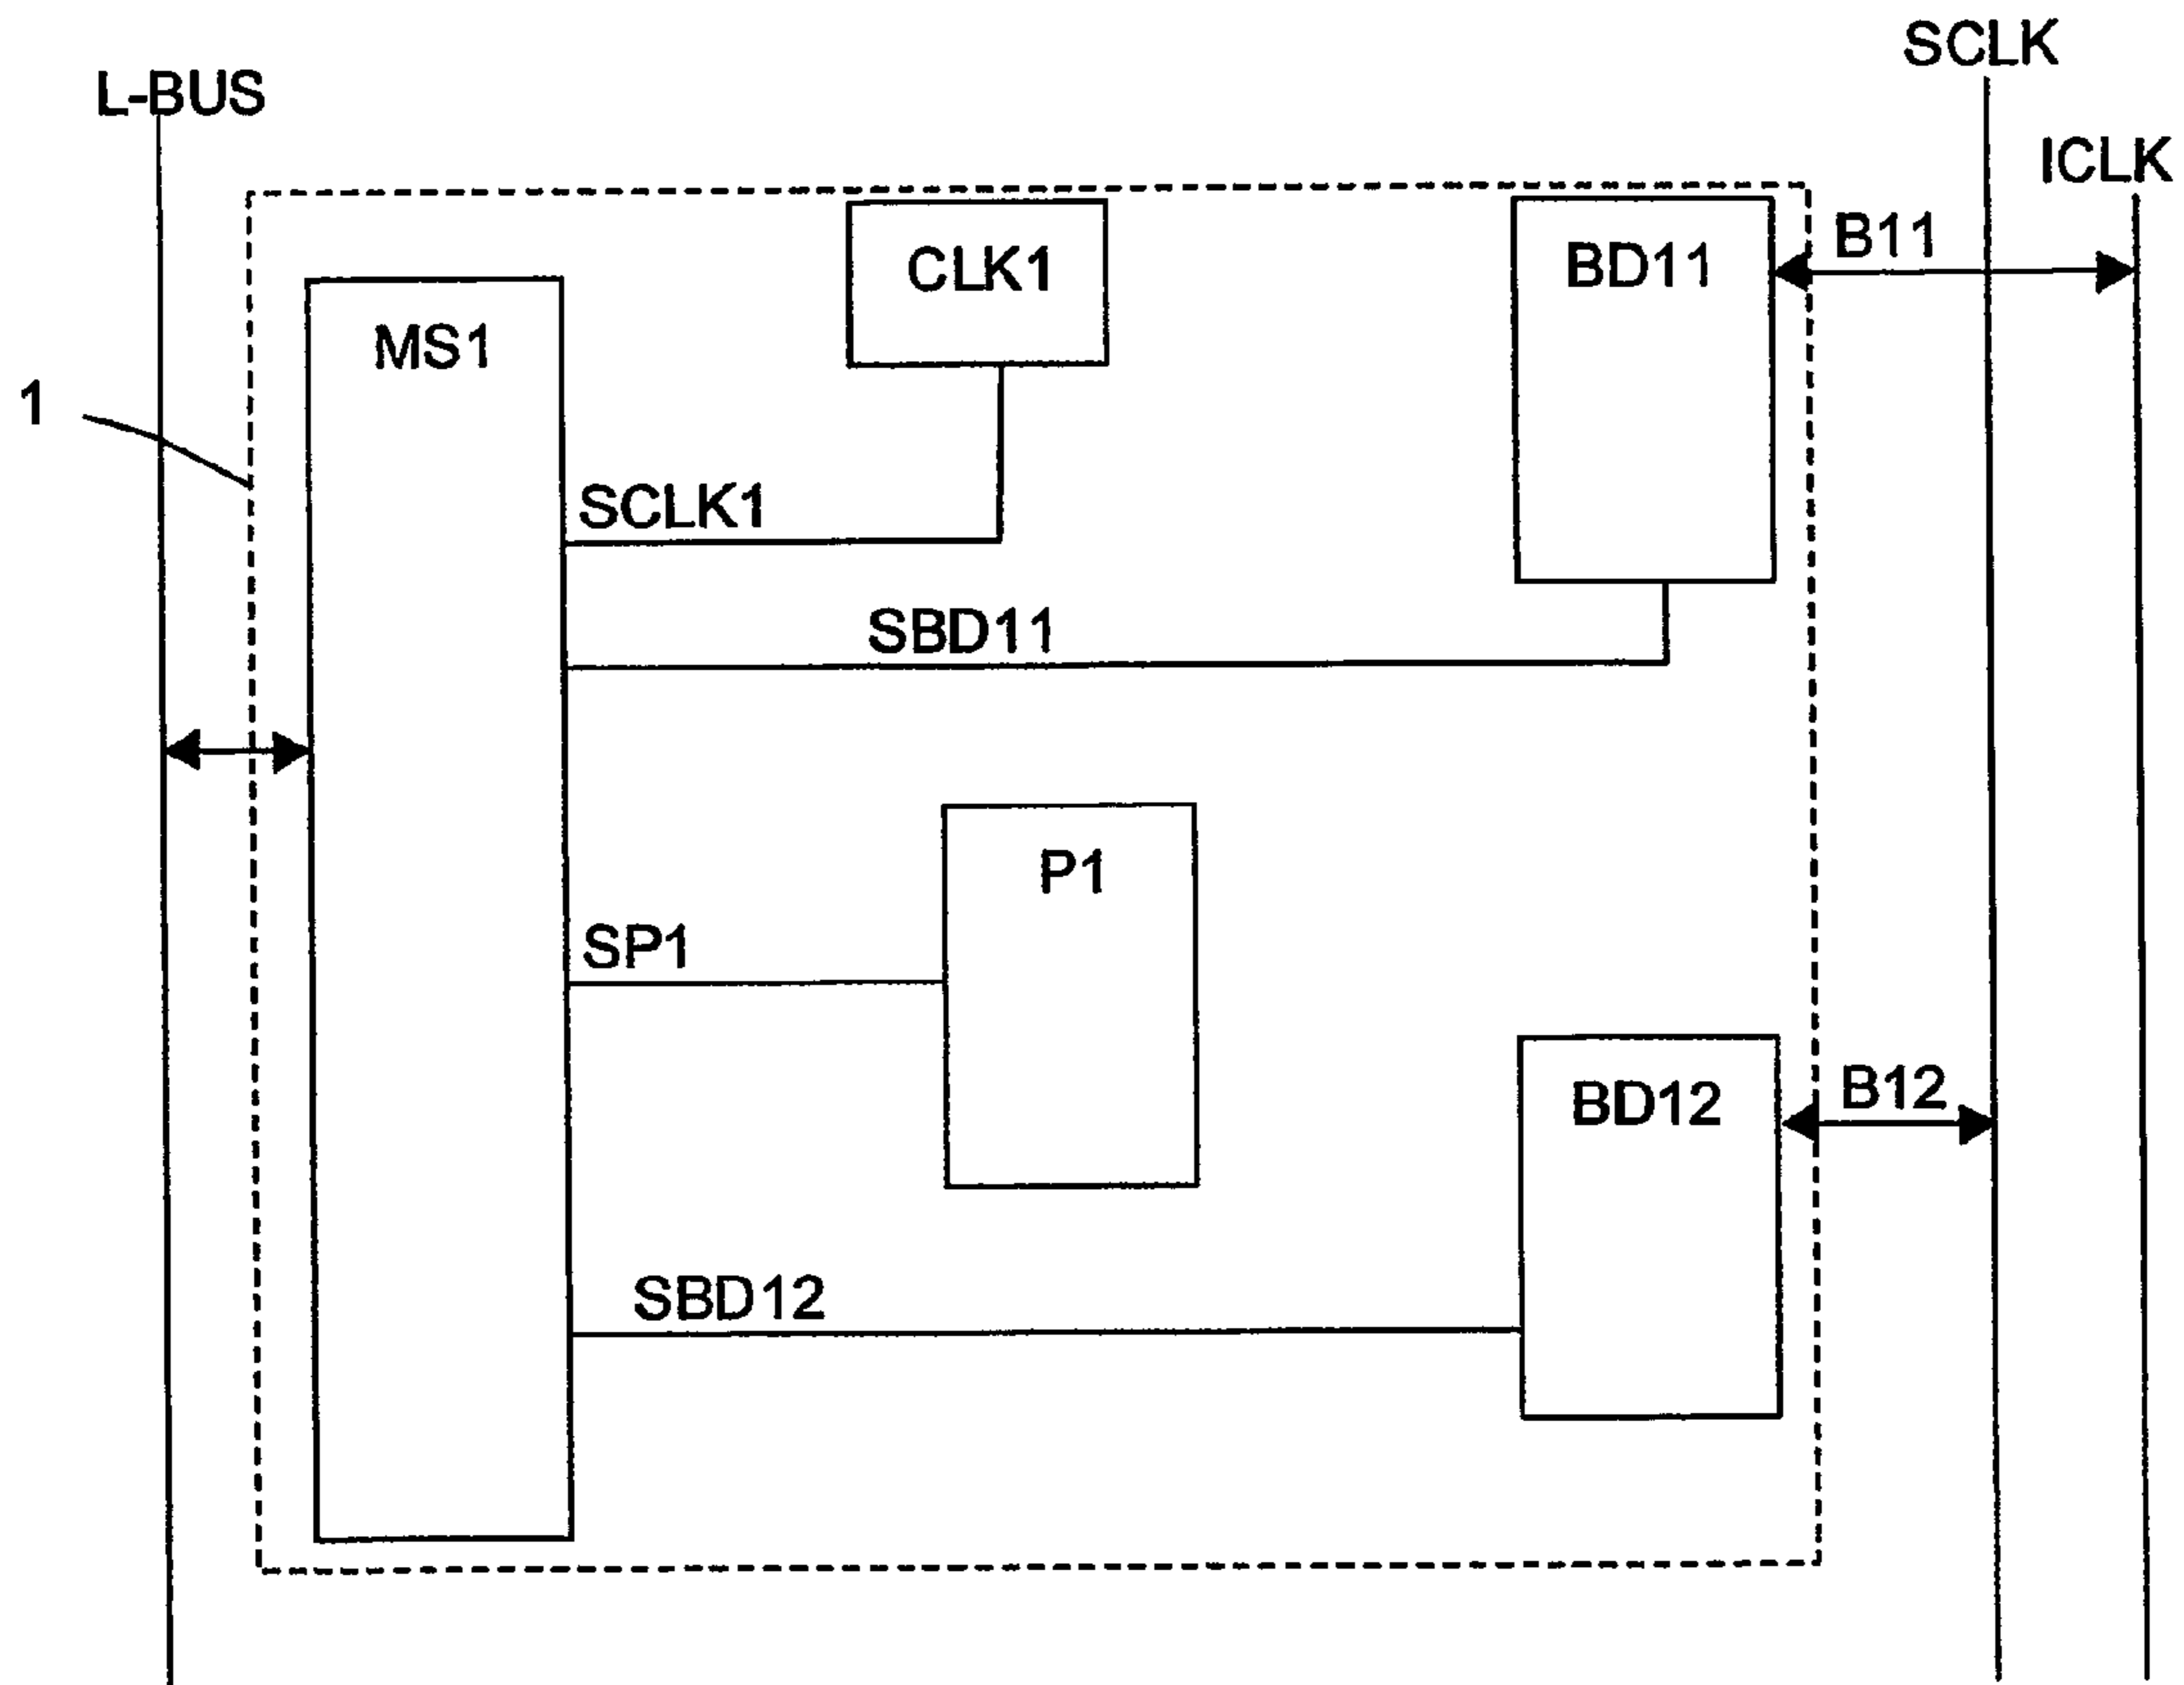 SCLK
L-BUS
ICLK
B11
CLK1
BD11
MS1
1
SCLK1
SBD11
P1
SP1
B12
BD12
SBD12